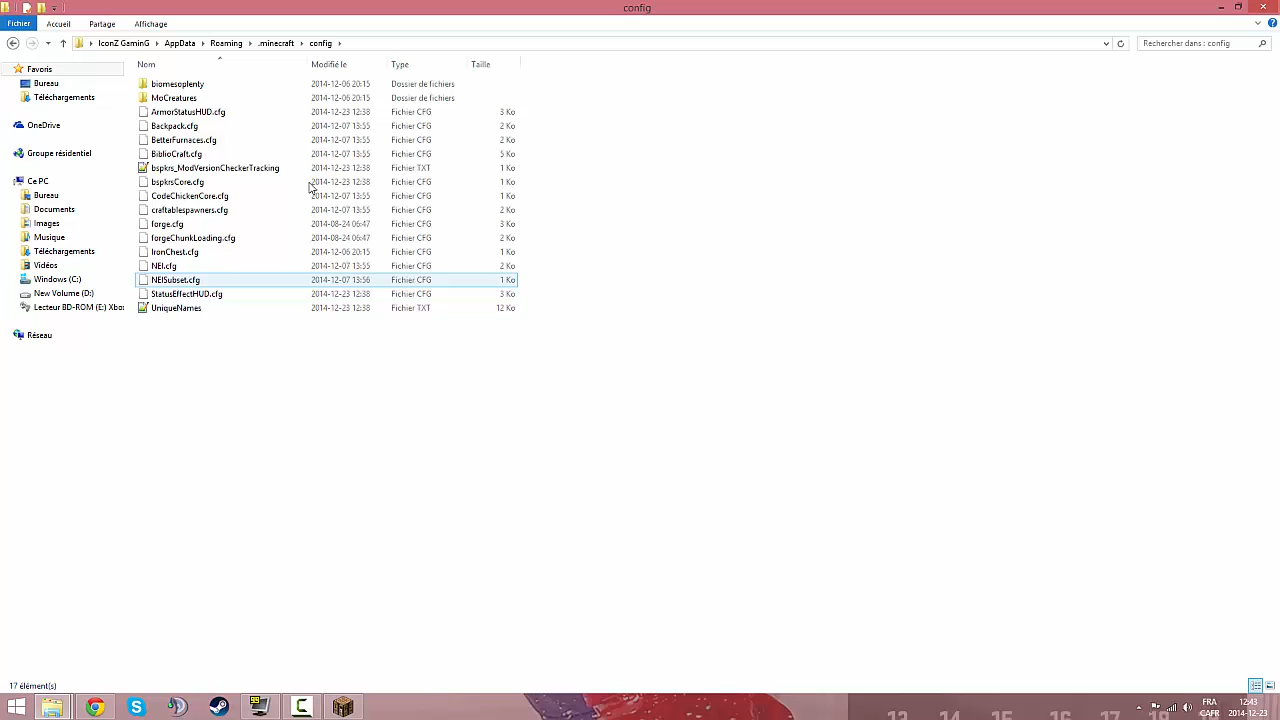 config
Fichier Accueil Partage Affichage
IconZ GaminG AppData Roaming .minecraft config Rechercher dans : config
Nom Modifié le Type Taille
Favoris
Bureau
Téléchargements
OneDrive
Groupe résidentiel
Ce PC
Bureau
Documents
Images
Musique
Téléchargements
Vidéos
Windows (C:)
New Volume (D:)
Lecteur BD-ROM (E:) Xbo
Réseau
biomesoplenty 2014-12-06 20:15 Dossier de fichiers
MoCreatures 2014-12-06 20:15 Dossier de fichiers
ArmorStatusHUD.cfg 2014-12-23 12:38 Fichier CFG 3 Ko
Backpack.cfg 2014-12-07 13:55 Fichier CFG 2 Ko
BetterFurnaces.cfg 2014-12-07 13:55 Fichier CFG 2 Ko
BiblioCraft.cfg 2014-12-07 13:55 Fichier CFG 5 Ko
bspkrs_ModVersionCheckerTracking 2014-12-23 12:38 Fichier TXT 1 Ko
bspkrsCore.cfg 2014-12-23 12:38 Fichier CFG 1 Ko
CodeChickenCore.cfg 2014-12-07 13:55 Fichier CFG 1 Ko
craftablespawners.cfg 2014-12-07 13:55 Fichier CFG 2 Ko
forge.cfg 2014-08-24 06:47 Fichier CFG 3 Ko
forgeChunkLoading.cfg 2014-08-24 06:47 Fichier CFG 2 Ko
IronChest.cfg 2014-12-06 20:15 Fichier CFG 1 Ko
NEI.cfg 2014-12-07 13:55 Fichier CFG 2 Ko
NEISubset.cfg 2014-12-07 13:56 Fichier CFG 1 Ko
StatusEffectHUD.cfg 2014-12-23 12:38 Fichier CFG 3 Ko
UniqueNames 2014-12-23 12:38 Fichier TXT 12 Ko
17 élément(s)
13 14 15 16 17 18
FRA 12:43
CAFR 2014-12-23